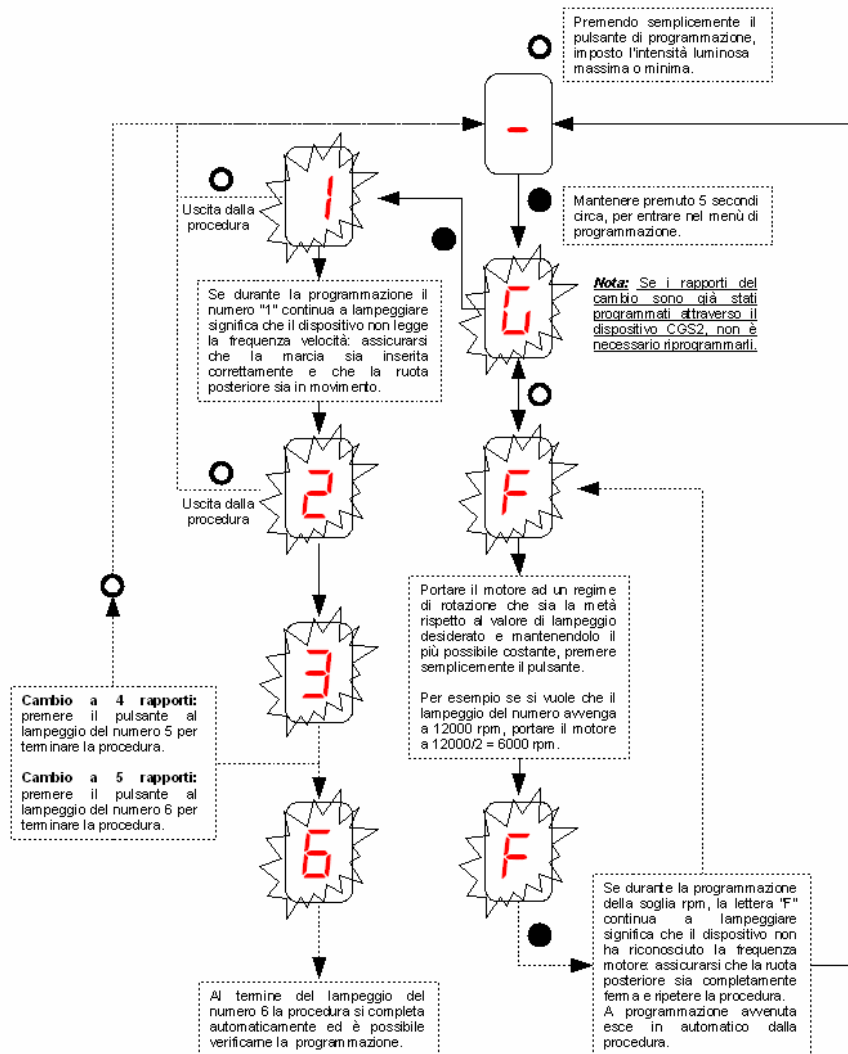 Premendo semplicemente il
pulsante di programmazione,
imposto l'intensità luminosa
massima o minima.
-
1
Uscita dalla
procedura
Mantenere premuto 5 secondi
circa, per entrare nel menù di
programmazione.
G
Nota: Se i rapporti del
cambio sono già stati
programmati attraverso il
dispositivo CGS2, non è
necessario riprogrammarli.
Se durante la programmazione il
numero "1" continua a lampeggiare
significa che il dispositivo non legge
la frequenza velocità: assicurarsi
che la marcia sia inserita
correttamente e che la ruota
posteriore sia in movimento.
2
Uscita dalla
procedura
F
Portare il motore ad un regime
di rotazione che sia la metà
rispetto al valore di lampeggio
desiderato e mantenendolo il
più possibile costante, premere
semplicemente il pulsante.
Per esempio se si vuole che il
lampeggio del numero avvenga
a 12000 rpm, portare il motore
a 12000/2 = 6000 rpm.
3
Cambio a 4 rapporti:
premere il pulsante al
lampeggio del numero 5 per
terminare la procedura.
Cambio a 5 rapporti:
premere il pulsante al
lampeggio del numero 6 per
terminare la procedura.
6
F
Se durante la programmazione
della soglia rpm, la lettera "F"
continua a lampeggiare
significa che il dispositivo non
ha riconosciuto la frequenza
motore: assicurarsi che la ruota
posteriore sia completamente
ferma e ripetere la procedura.
A programmazione avvenuta
esce in automatico dalla
procedura.
Al termine del lampeggio del
numero 6 la procedura si completa
automaticamente ed è possibile
verificarne la programmazione.